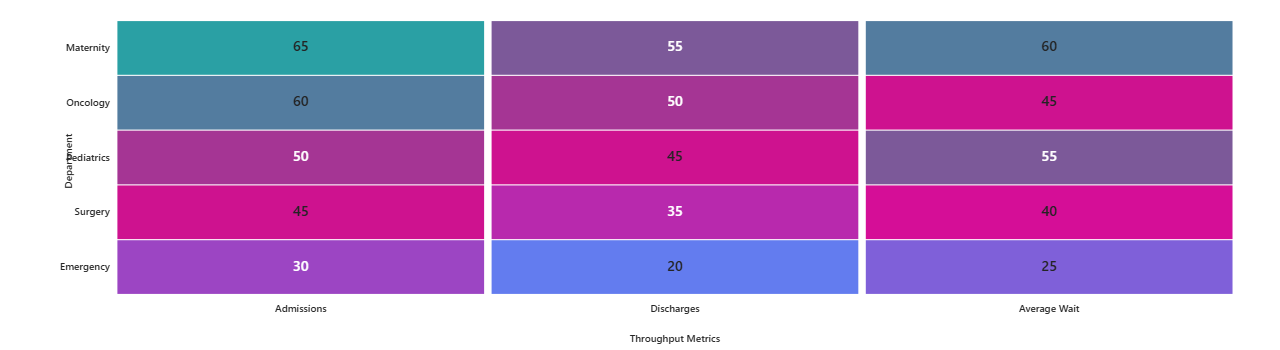 Maternity 65 55 60
Oncology 60 50 45
Pediatrics 50 45 55
Surgery 45 35 40
Emergency 30 20 25
Department
Admissions Discharges Average Wait
Throughput Metrics